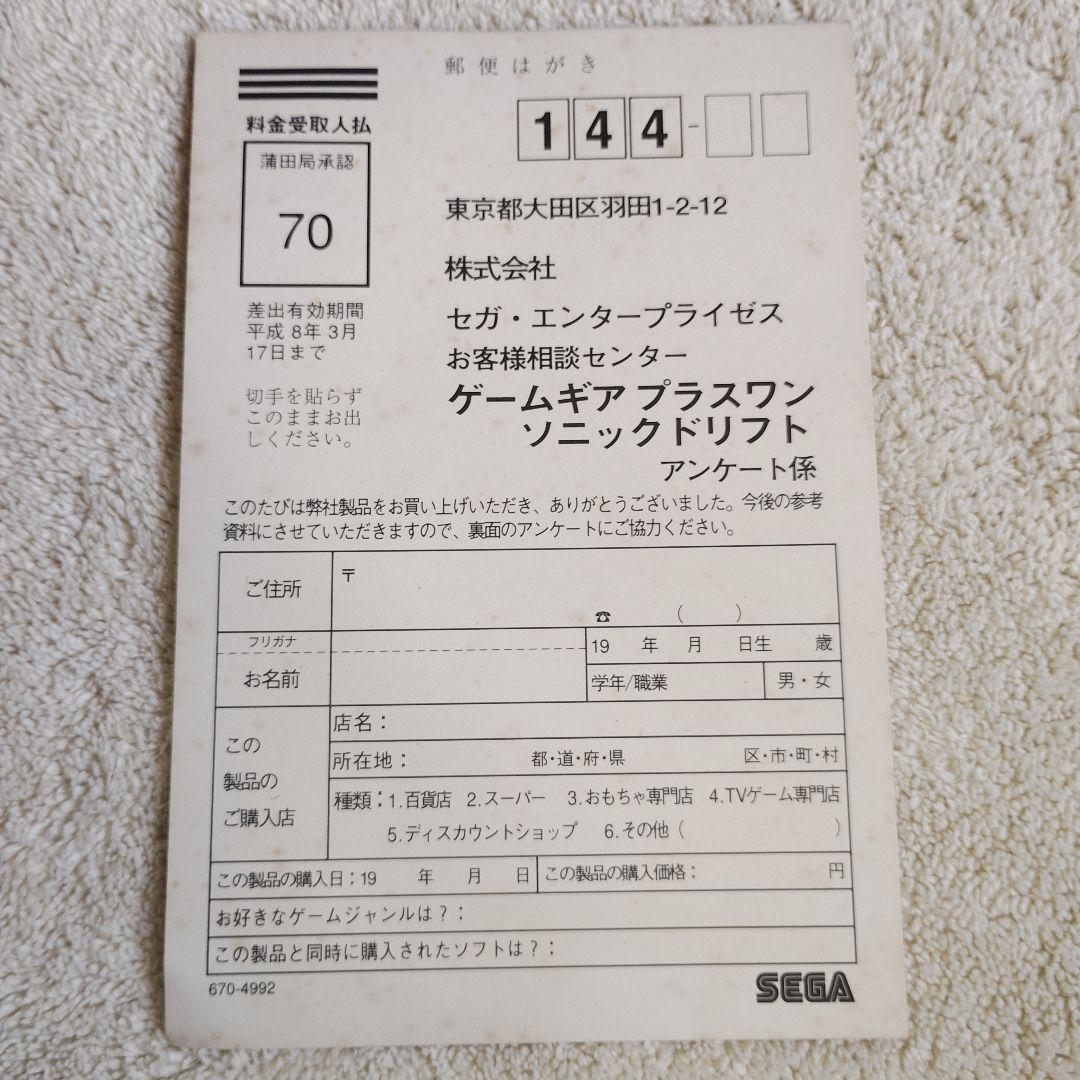 郵便はがき
料金受取人払
蒲田局承認
70
差出有効期間
平成8年3月
17日まで
切手を貼らず
このままお出
しください。
144-
東京都大田区羽田1-2-12
株式会社
セガ・エンタープライゼス
お客様相談センター
ゲームギア プラスワン
ソニックドリフト
アンケート係
このたびは弊社製品をお買い上げいただき、ありがとうございました。今後の参考
資料にさせていただきますので、裏面のアンケートにご協力ください。
ご住所
〒
☎ ( )
フリガナ
お名前
19 年 月 日生 歳
学年/職業
男・女
この
製品の
ご購入店
店名：
所在地： 都・道・府・県 区・市・町・村
種類：1.百貨店 2.スーパー 3.おもちゃ専門店 4.TVゲーム専門店
5.ディスカウントショップ 6.その他( )
この製品の購入日：19 年 月 日
この製品の購入価格： 円
お好きなゲームジャンルは？：
この製品と同時に購入されたソフトは？：
670-4992
SEGA